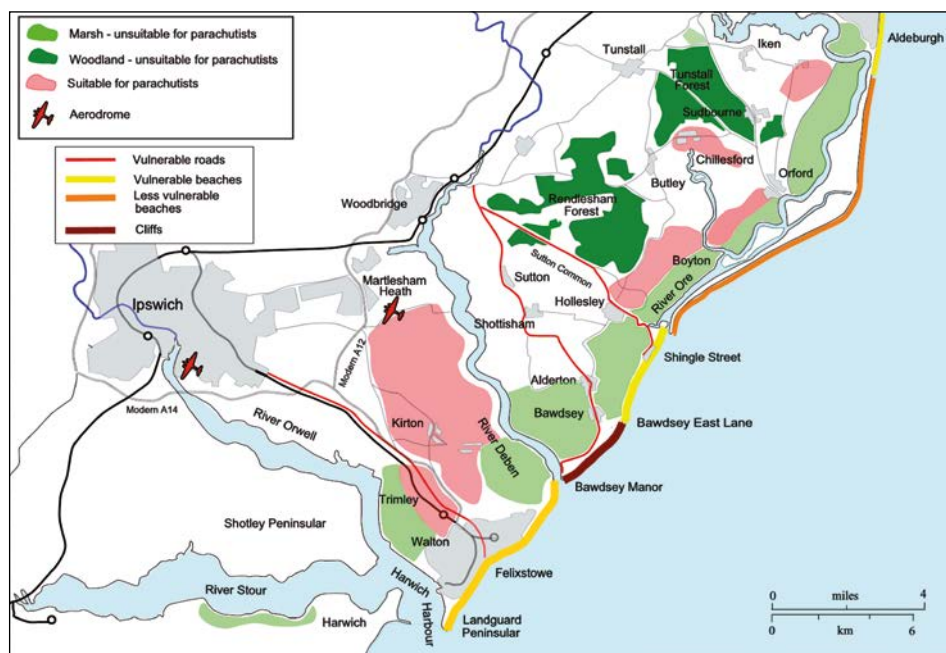 Marsh - unsuitable for parachutists
Woodland - unsuitable for parachutists
Suitable for parachutists
Aerodrome
Vulnerable roads
Vulnerable beaches
Less vulnerable
beaches
Cliffs
Aldeburgh
Iken
Tunstall
Tunstall
Forest
Sudbourne
Chillesford
Orford
Butley
Woodbridge
Rendlesham
Forest
Boyton
River Ore
Sutton Common
Sutton
Hollesley
Martlesham
Heath
Ipswich
Shottisham
Shingle Street
Modern A12
Alderton
Bawdsey
Modern A14
River Orwell
Kirton
River Deben
Bawdsey East Lane
Bawdsey Manor
Trimley
Shotley Peninsular
Walton
Felixstowe
Harwich
Harbour
River Stour
Harwich
Landguard
Peninsular
0 miles 4
0 km 6